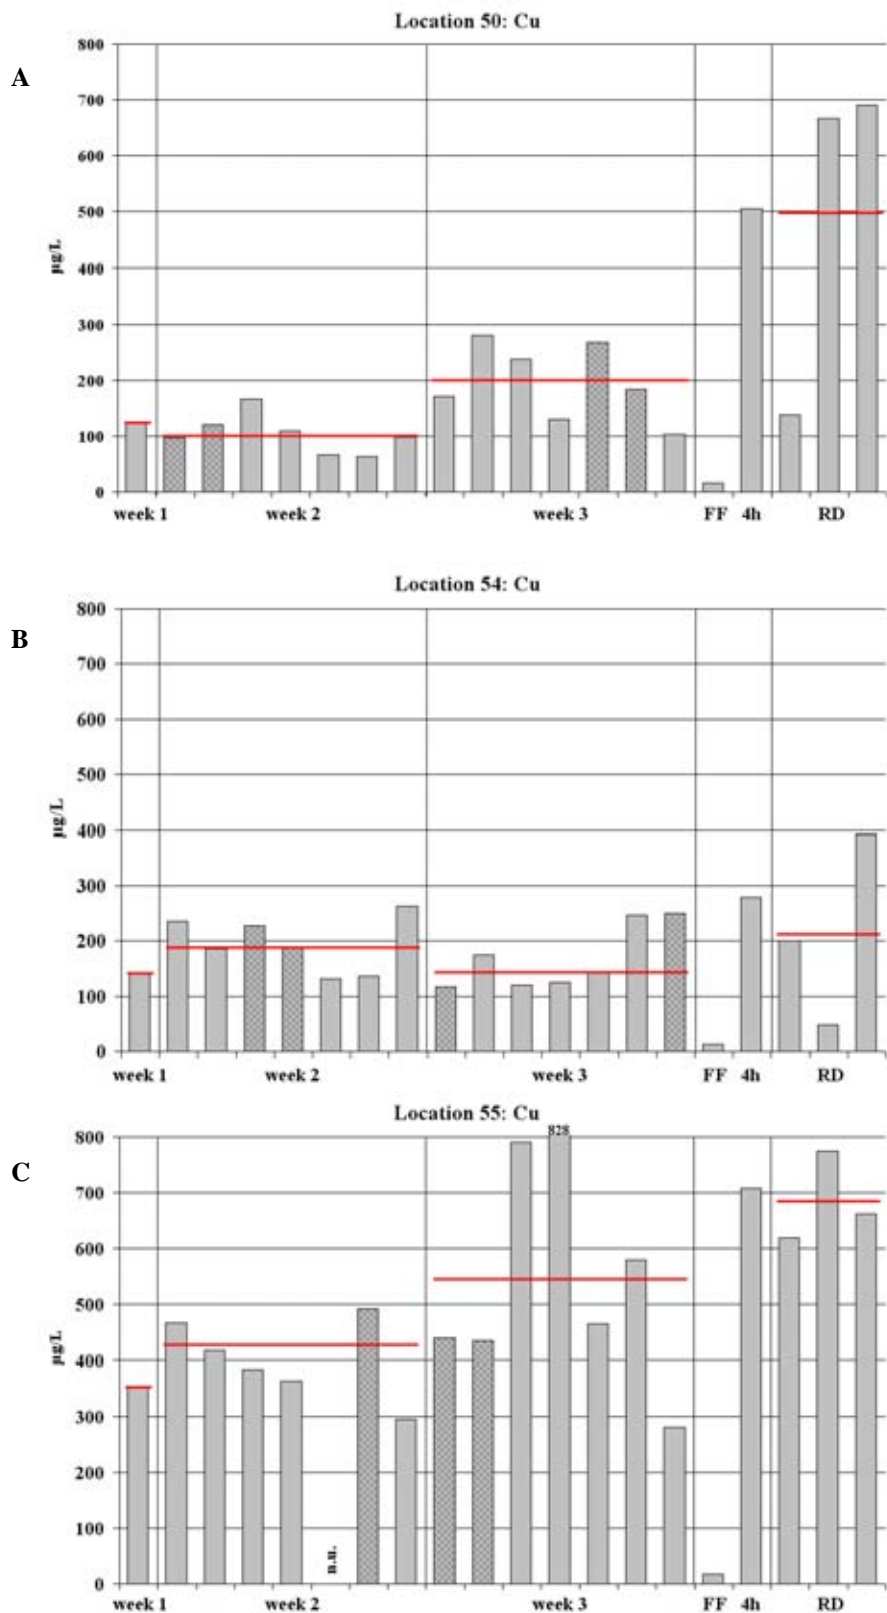 Location 50: Cu
A
800
700
600
500
400
300
200
100
0
µg/L
week 1 week 2 week 3 FF 4h RD
Location 54: Cu
B
800
700
600
500
400
300
200
100
0
µg/L
week 1 week 2 week 3 FF 4h RD
Location 55: Cu
C
800
700
600
500
400
300
200
100
0
µg/L
828
n.u.
week 1 week 2 week 3 FF 4h RD